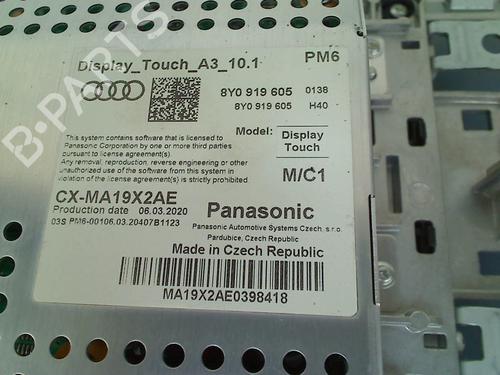 Display_Touch_A3_10.1 PM6
8Y0 919 605 0138
8Y0 919 605 H40
This system contains software that is licensed to
Panasonic Corporation by one or more third parties
pursuant to license agreement(s)
Any removal, reproduction, reverse engineering or other
unauthorized use of the software in this system in
violation of the license agreement(s) is strictly prohibited
Model: Display Touch
M/C1
CX-MA19X2AE
Production date 06.03.2020
03S PM6-00106.03.20407B1123
Panasonic
Panasonic Automotive Systems Czech, s.r.o.
Pardubice, Czech Republic
Made in Czech Republic
MA19X2AE0398418
B-PARTS